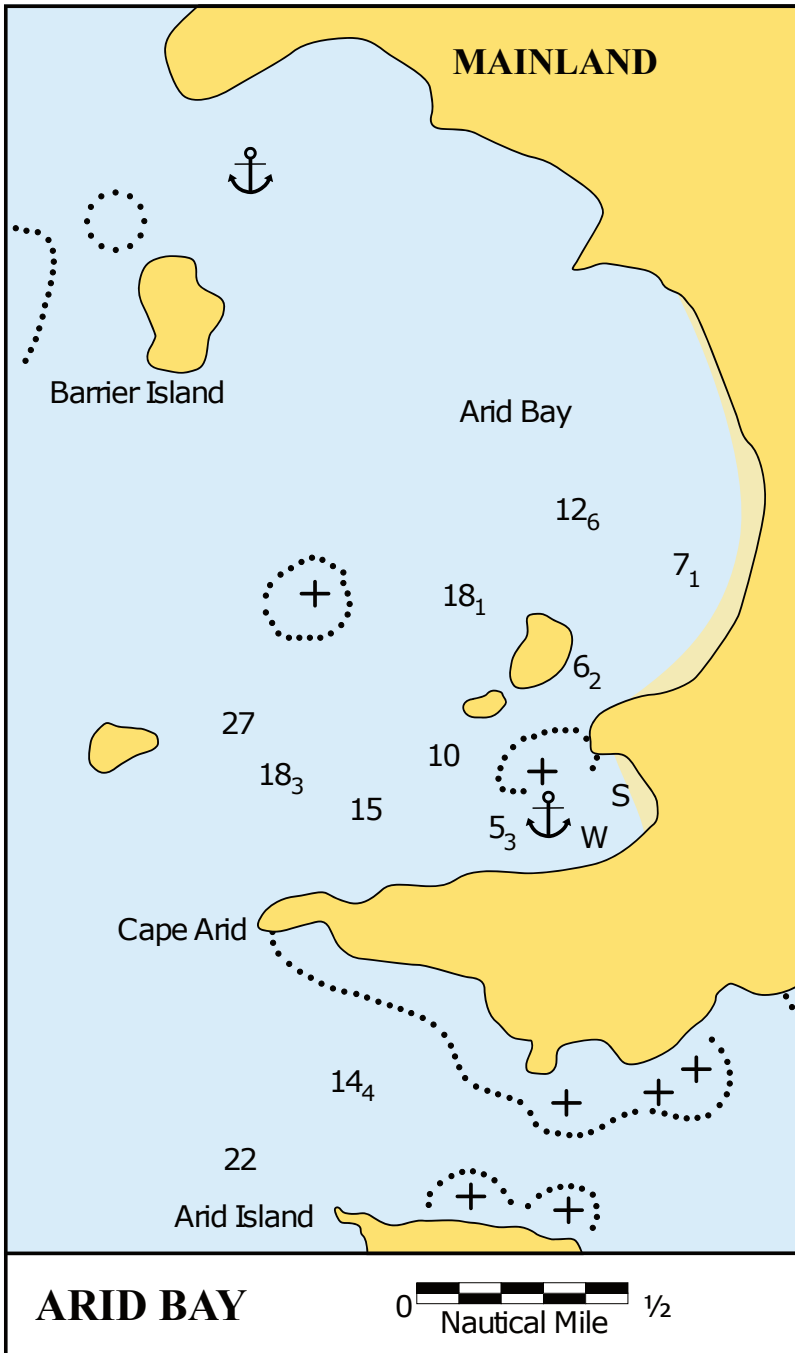 MAINLAND
Barrier Island
Arid Bay
12₆
7₁
18₁
6₂
27
10
18₃
S
15
5₃
W
Cape Arid
14₄
22
Arid Island
ARID BAY
0 ½
Nautical Mile